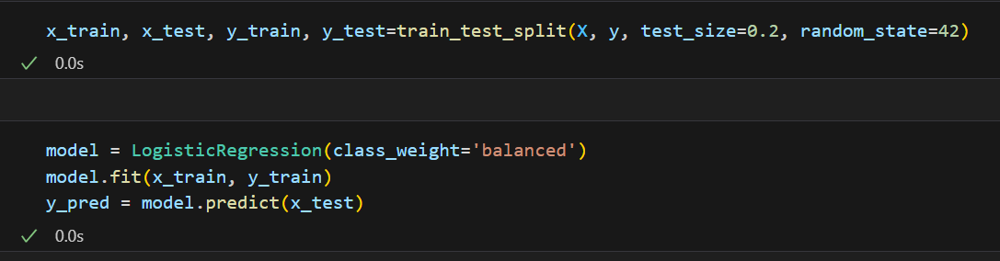 x_train, x_test, y_train, y_test=train_test_split(X, y, test_size=0.2, random_state=42)
✓ 0.0s
model = LogisticRegression(class_weight='balanced')
model.fit(x_train, y_train)
y_pred = model.predict(x_test)
✓ 0.0s